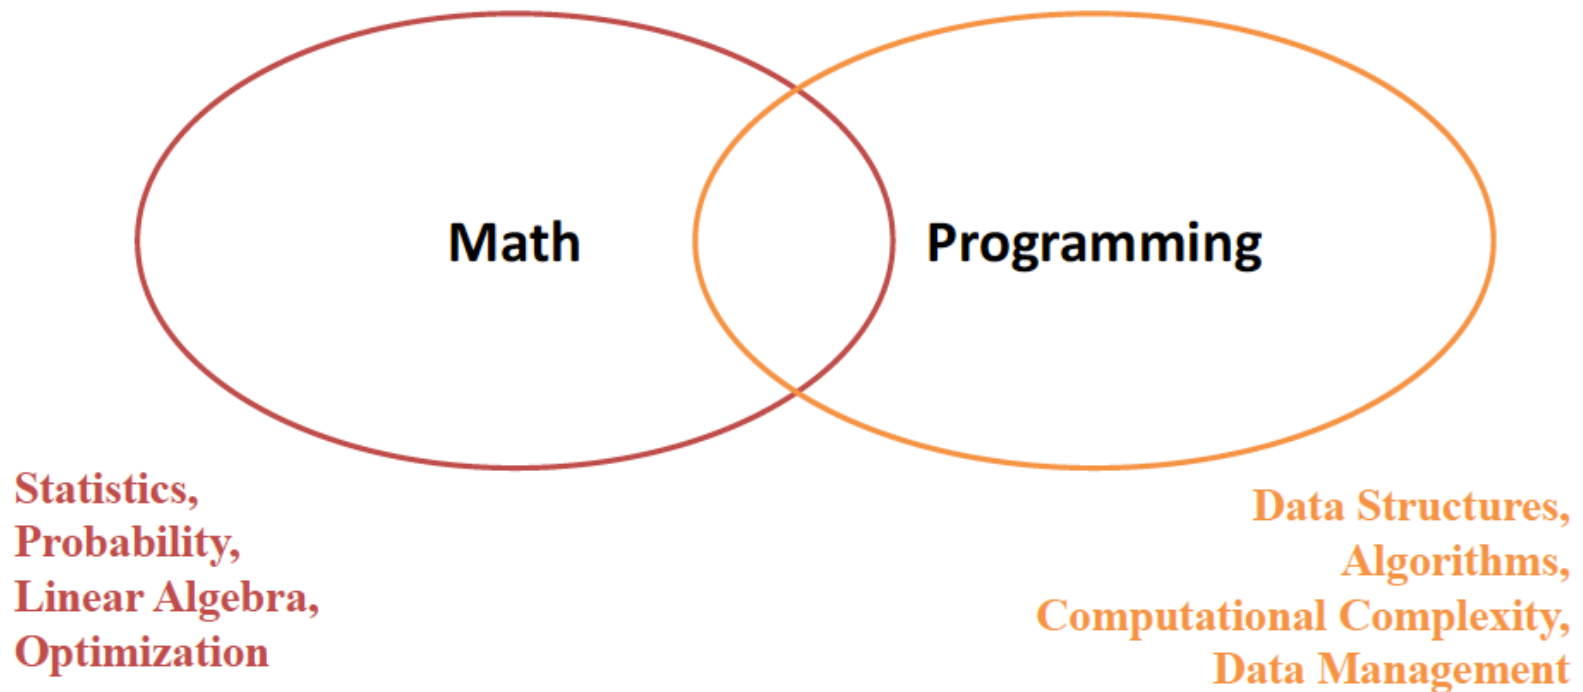 Math
Programming
Statistics,
Probability,
Linear Algebra,
Optimization
Data Structures,
Algorithms,
Computational Complexity,
Data Management